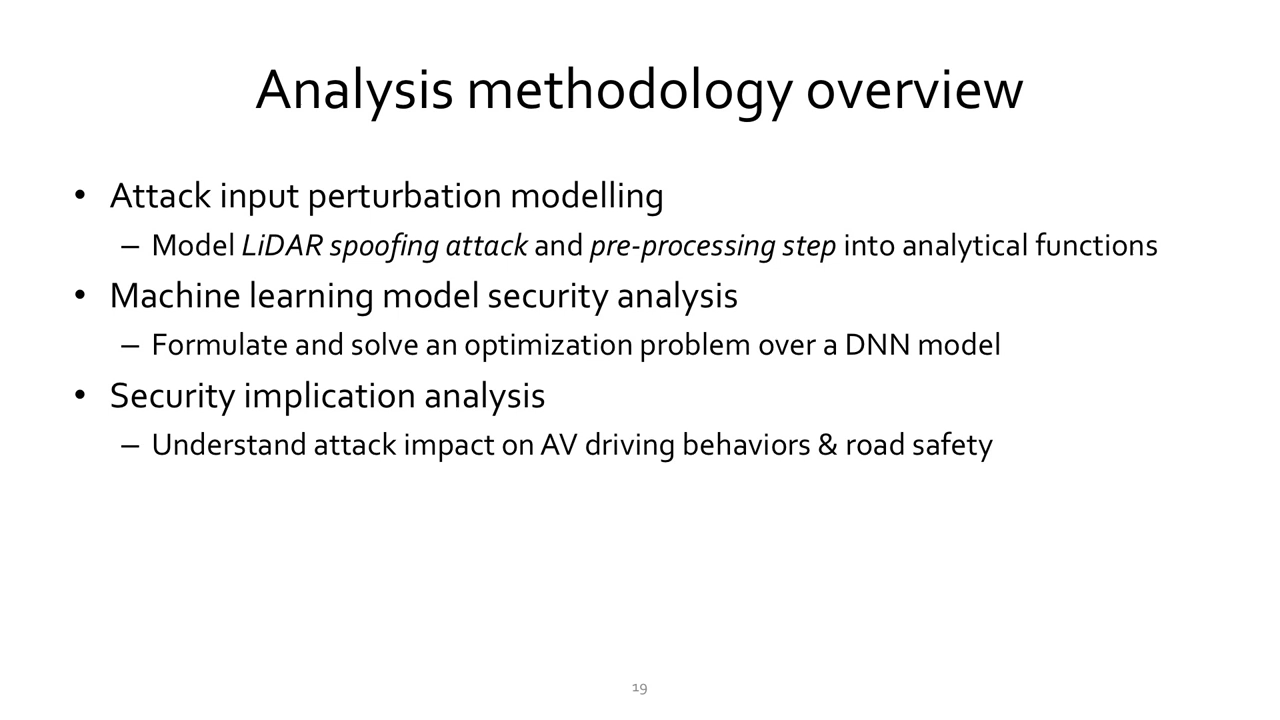 Analysis methodology overview
• Attack input perturbation modelling
– Model LiDAR spoofing attack and pre-processing step into analytical functions
• Machine learning model security analysis
– Formulate and solve an optimization problem over a DNN model
• Security implication analysis
– Understand attack impact on AV driving behaviors & road safety
19